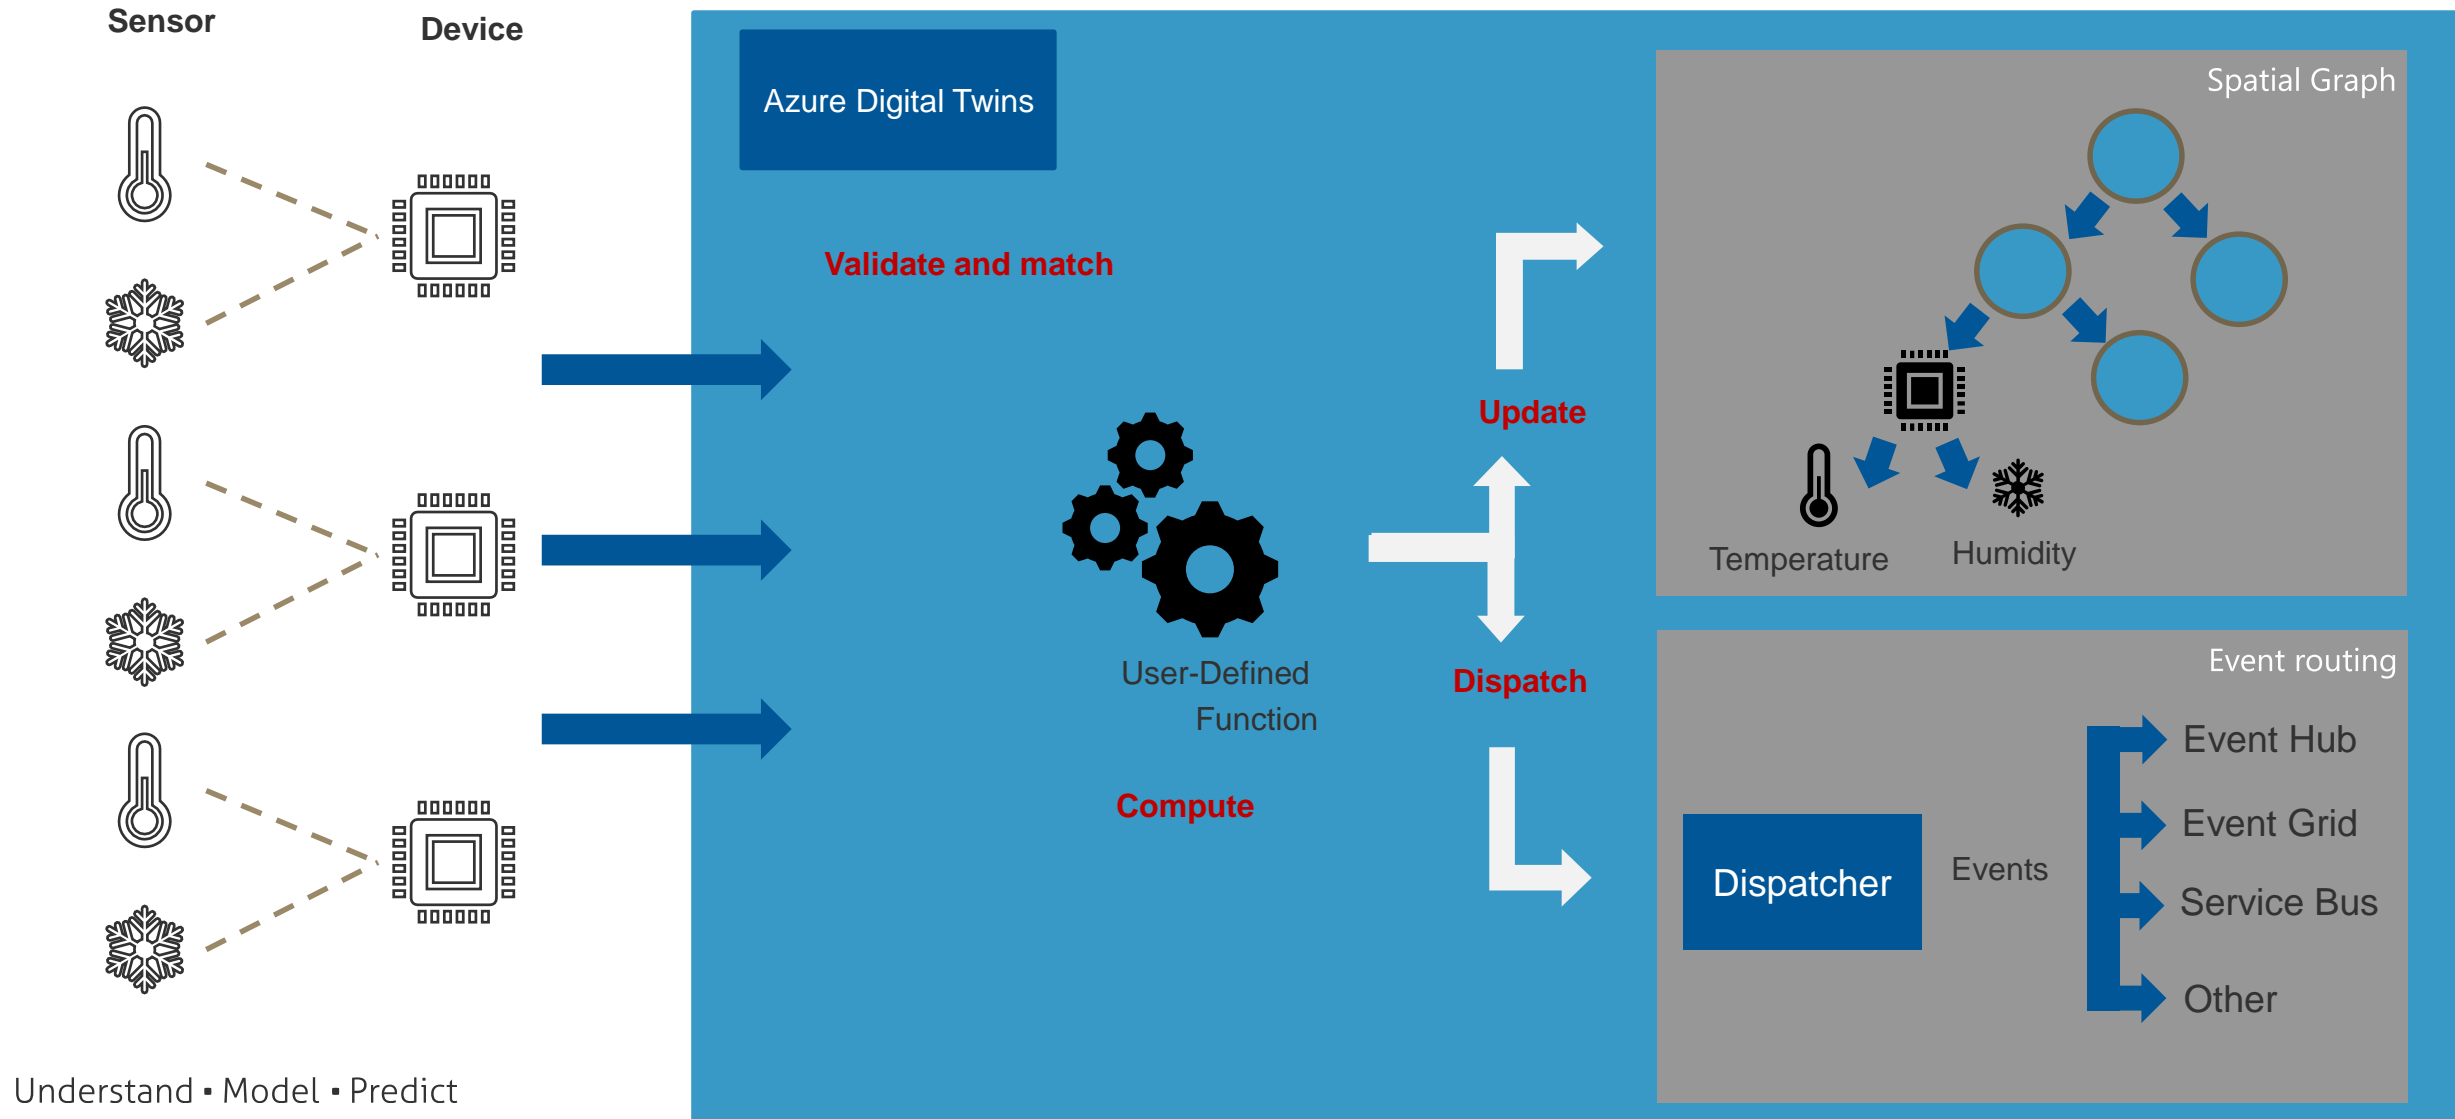 Sensor
Device
Azure Digital Twins
Validate and match
User-Defined
Function
Compute
Update
Dispatch
Spatial Graph
Temperature
Humidity
Event routing
Dispatcher
Events
Event Hub
Event Grid
Service Bus
Other
Understand ▪ Model ▪ Predict